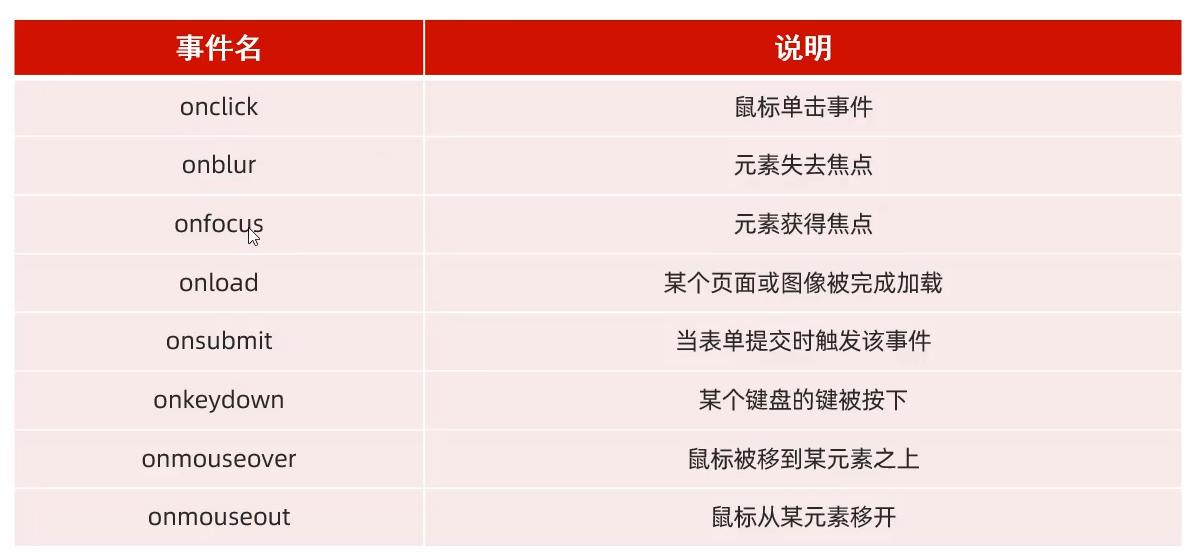 事件名 说明
onclick 鼠标单击事件
onblur 元素失去焦点
onfocus 元素获得焦点
onload 某个页面或图像被完成加载
onsubmit 当表单提交时触发该事件
onkeydown 某个键盘的键被按下
onmouseover 鼠标被移到某元素之上
onmouseout 鼠标从某元素移开